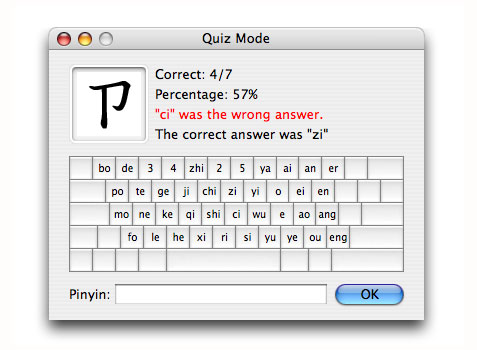 Quiz Mode
ㄗ
Correct: 4/7
Percentage: 57%
"ci" was the wrong answer.
The correct answer was "zi"
bo de 3 4 zhi 2 5 ya ai an er
po te ge ji chi zi yi o ei en
mo ne ke qi shi ci wu e ao ang
fo le he xi ri si yu ye ou eng
Pinyin: OK